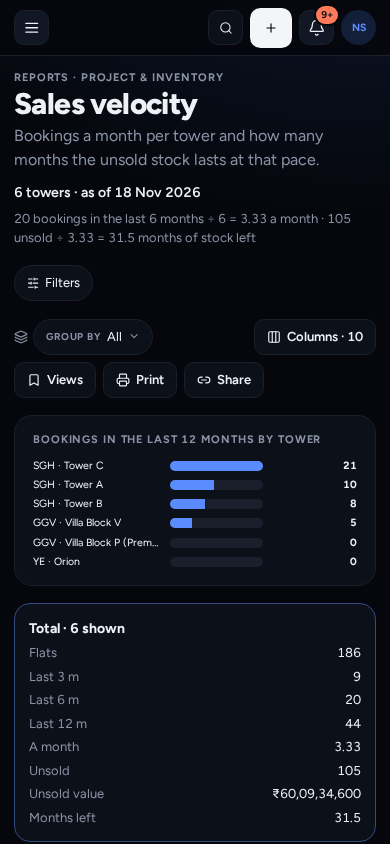 9+
NS
REPORTS · PROJECT & INVENTORY
Sales velocity
Bookings a month per tower and how many
months the unsold stock lasts at that pace.
6 towers · as of 18 Nov 2026
20 bookings in the last 6 months ÷ 6 = 3.33 a month · 105
unsold ÷ 3.33 = 31.5 months of stock left
Filters
GROUP BY All
Columns · 10
Views
Print
Share
BOOKINGS IN THE LAST 12 MONTHS BY TOWER
SGH · Tower C 21
SGH · Tower A 10
SGH · Tower B 8
GGV · Villa Block V 5
GGV · Villa Block P (Prem... 0
YE · Orion 0
Total · 6 shown
Flats 186
Last 3 m 9
Last 6 m 20
Last 12 m 44
A month 3.33
Unsold 105
Unsold value ₹60,09,34,600
Months left 31.5